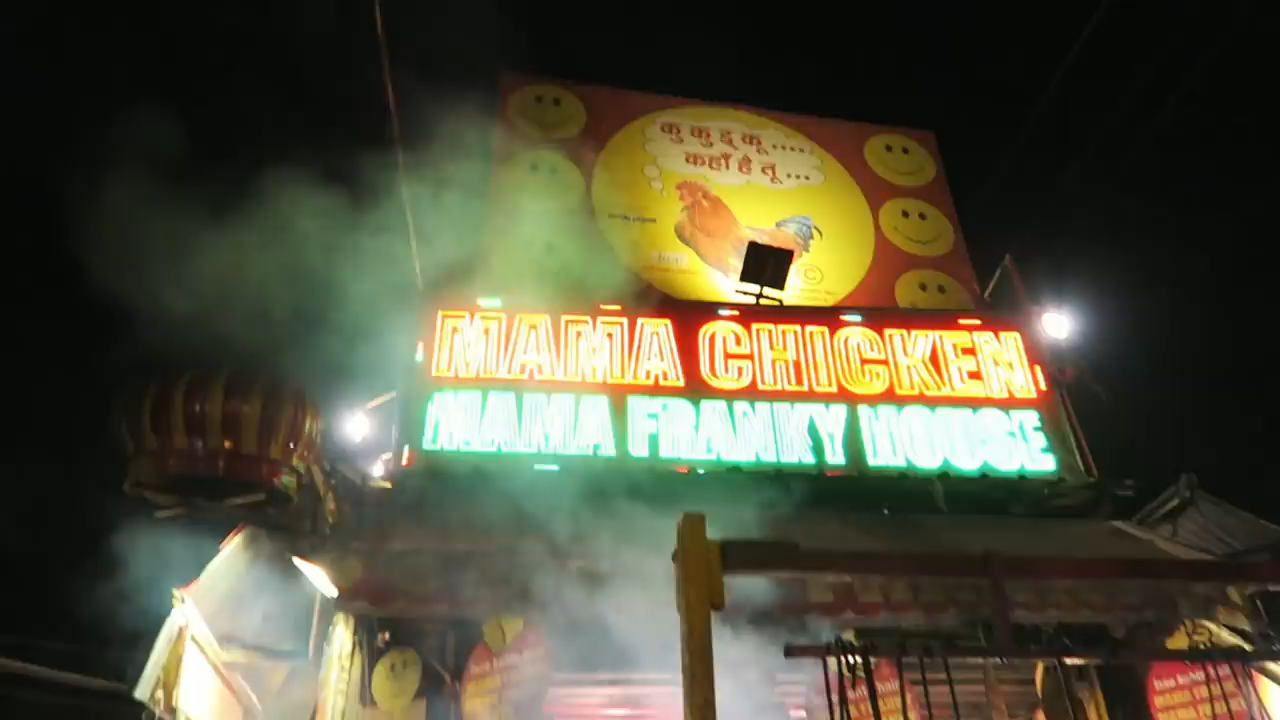 कु कु डू कू ....
कहाँ है तू ...
©
MAMA CHICKEN
MAMA FRANKY HOUSE